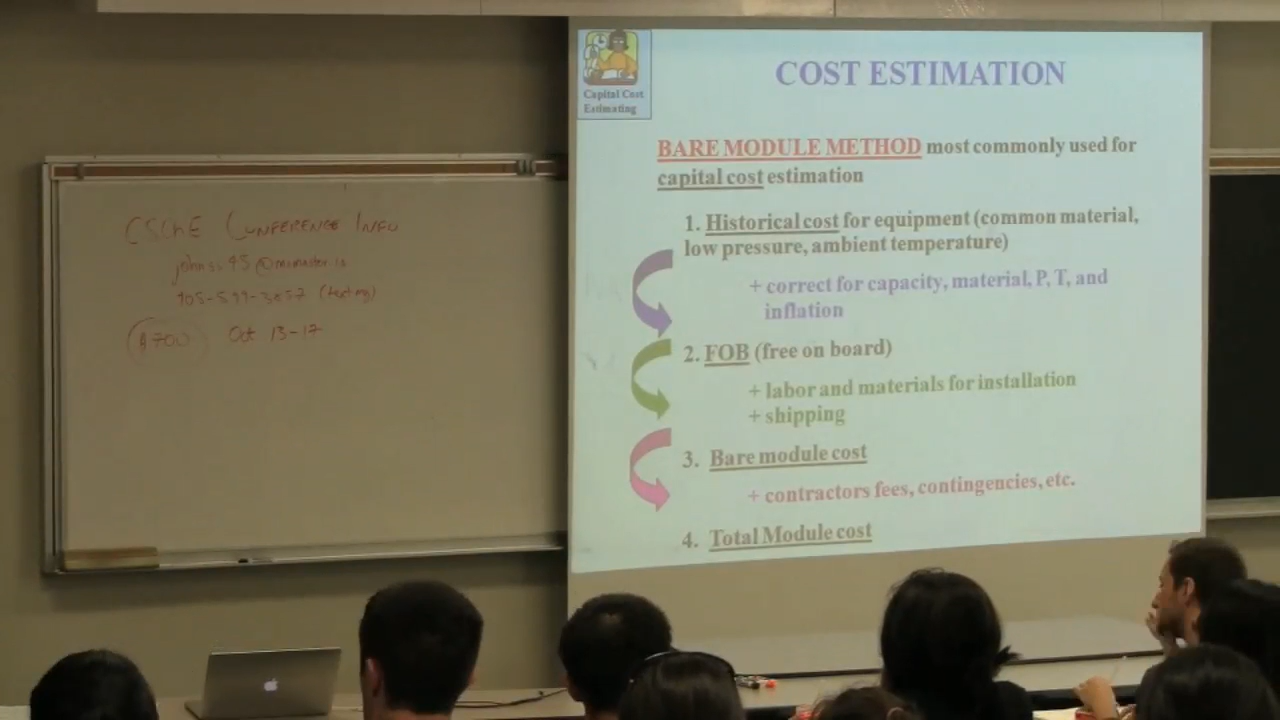 CSChE CONFERENCE INFO
(texting)
$700 Oct 13-17
Capital Cost
Estimating
COST ESTIMATION
BARE MODULE METHOD most commonly used for
capital cost estimation
1. Historical cost for equipment (common material,
low pressure, ambient temperature)
+ correct for capacity, material, P, T, and
inflation
2. FOB (free on board)
+ labor and materials for installation
+ shipping
3. Bare module cost
+ contractors fees, contingencies, etc.
4. Total Module cost